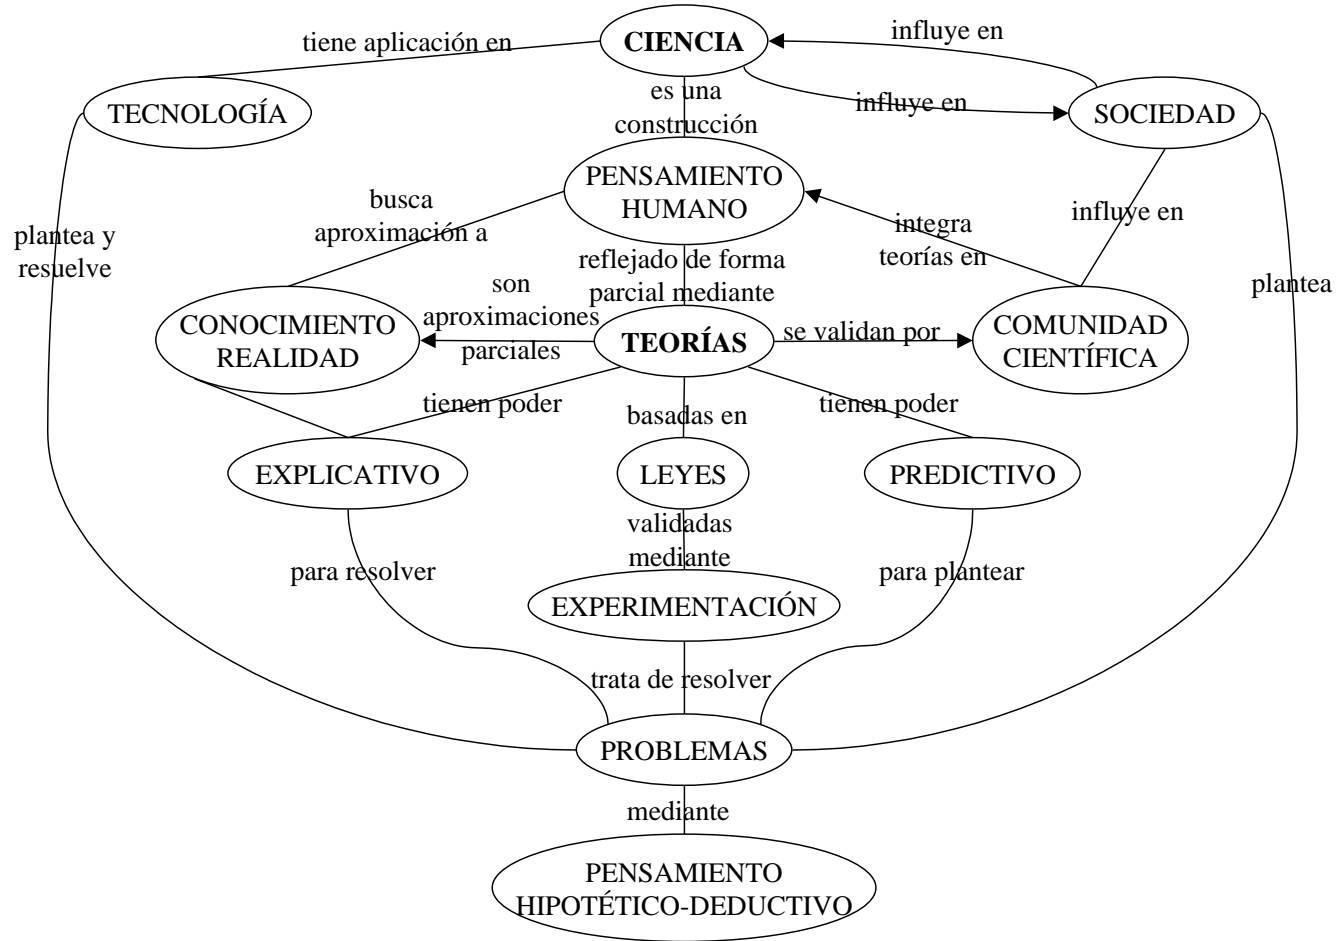 tiene aplicación en
CIENCIA
influye en
TECNOLOGÍA
es una
construcción
influye en
SOCIEDAD
PENSAMIENTO
HUMANO
busca
aproximación a
integra
teorías en
influye en
plantea y
resuelve
reflejado de forma
parcial mediante
plantea
son
aproximaciones
parciales
CONOCIMIENTO
REALIDAD
TEORÍAS
se validan por
COMUNIDAD
CIENTÍFICA
tienen poder
basadas en
tienen poder
EXPLICATIVO
LEYES
PREDICTIVO
validadas
mediante
para resolver
para plantear
EXPERIMENTACIÓN
trata de resolver
PROBLEMAS
mediante
PENSAMIENTO
HIPOTÉTICO-DEDUCTIVO